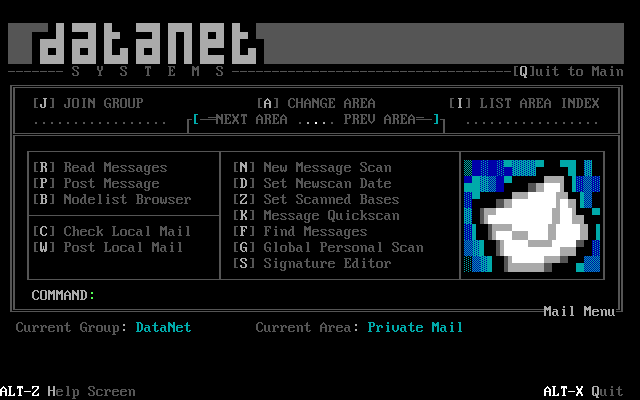 datanet
S Y S T E M S [Q]uit to Main
[J] JOIN GROUP [A] CHANGE AREA [I] LIST AREA INDEX
................. [-=NEXT AREA ..... PREV AREA=-] .................
[R] Read Messages [N] New Message Scan
[P] Post Message [D] Set Newscan Date
[B] Nodelist Browser [Z] Set Scanned Bases
[K] Message Quickscan
[C] Check Local Mail [F] Find Messages
[W] Post Local Mail [G] Global Personal Scan
[S] Signature Editor
COMMAND:
Mail Menu
Current Group: DataNet Current Area: Private Mail
ALT-Z Help Screen ALT-X Quit